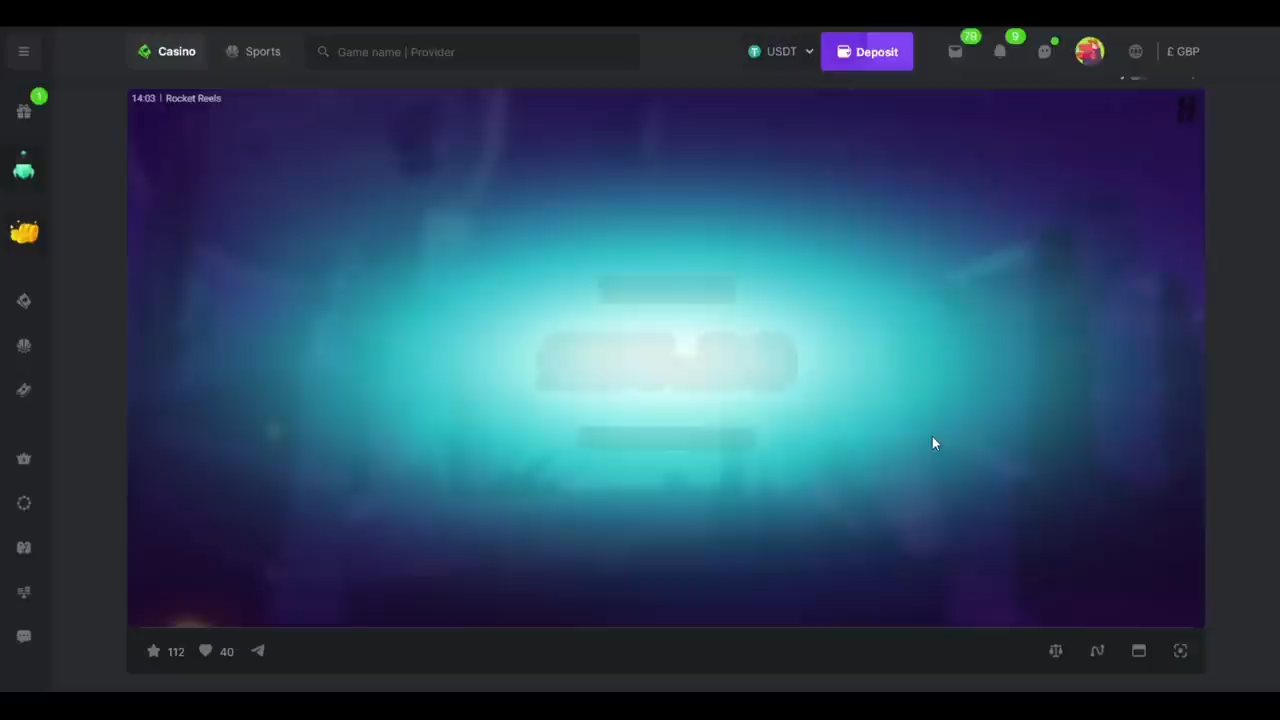 Casino
Sports
Game name | Provider
USDT
Deposit
79
9
£ GBP
1
14:03 | Rocket Reels
112
40